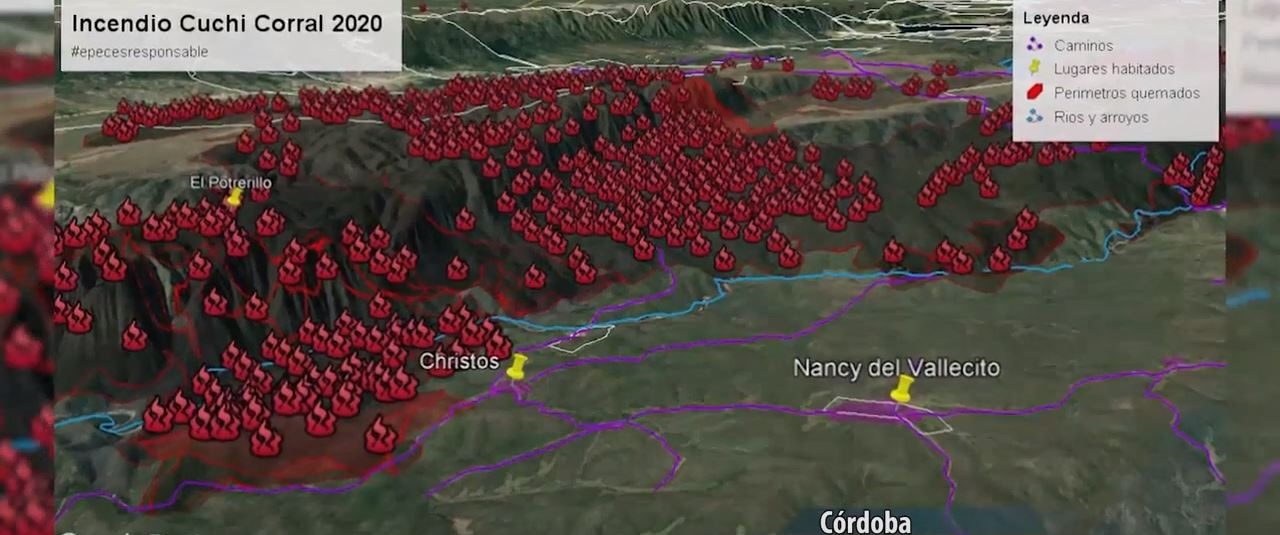 Incendio Cuchi Corral 2020
#epecesresponsable
Leyenda
Caminos
Lugares habitados
Perimetros quemados
Rios y arroyos
El Potrerillo
Christos
Nancy del Vallecito
Córdoba